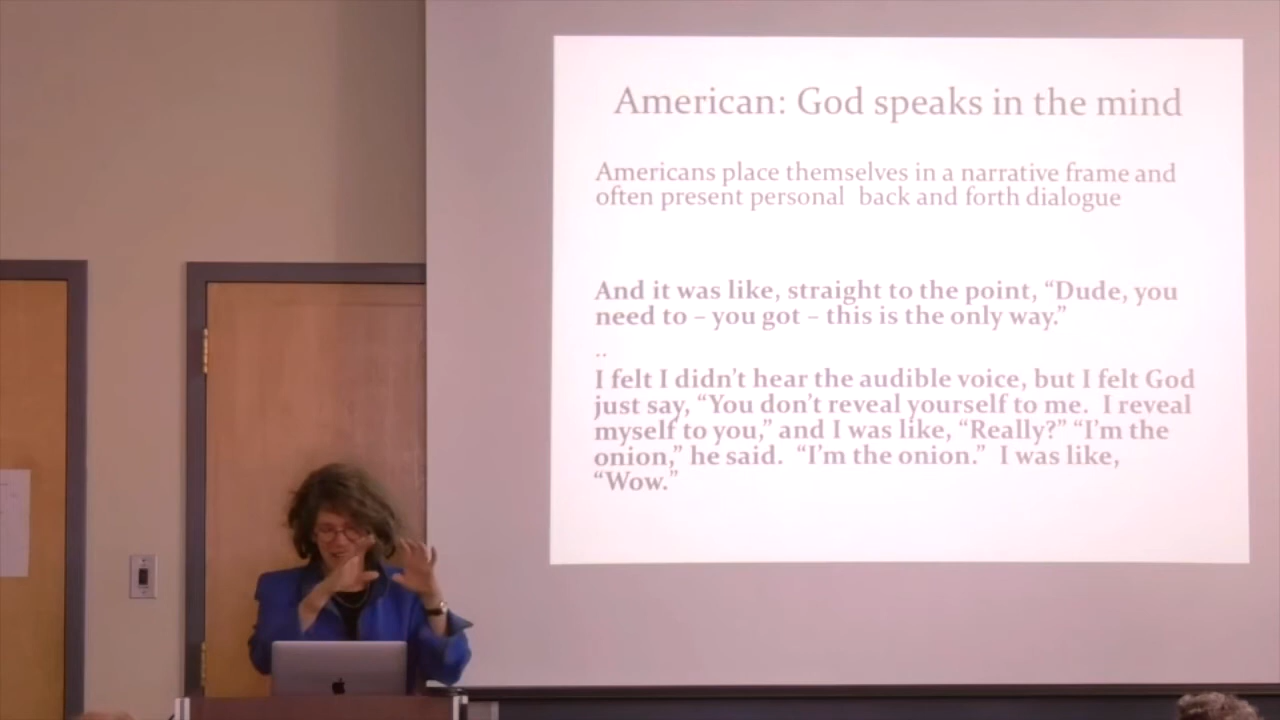 American: God speaks in the mind
Americans place themselves in a narrative frame and
often present personal  back and forth dialogue
And it was like, straight to the point, “Dude, you
need to – you got – this is the only way.”
..
I felt I didn’t hear the audible voice, but I felt God
just say, “You don’t reveal yourself to me.  I reveal
myself to you,” and I was like, “Really?” “I’m the
onion,” he said.  “I’m the onion.”  I was like,
“Wow.”